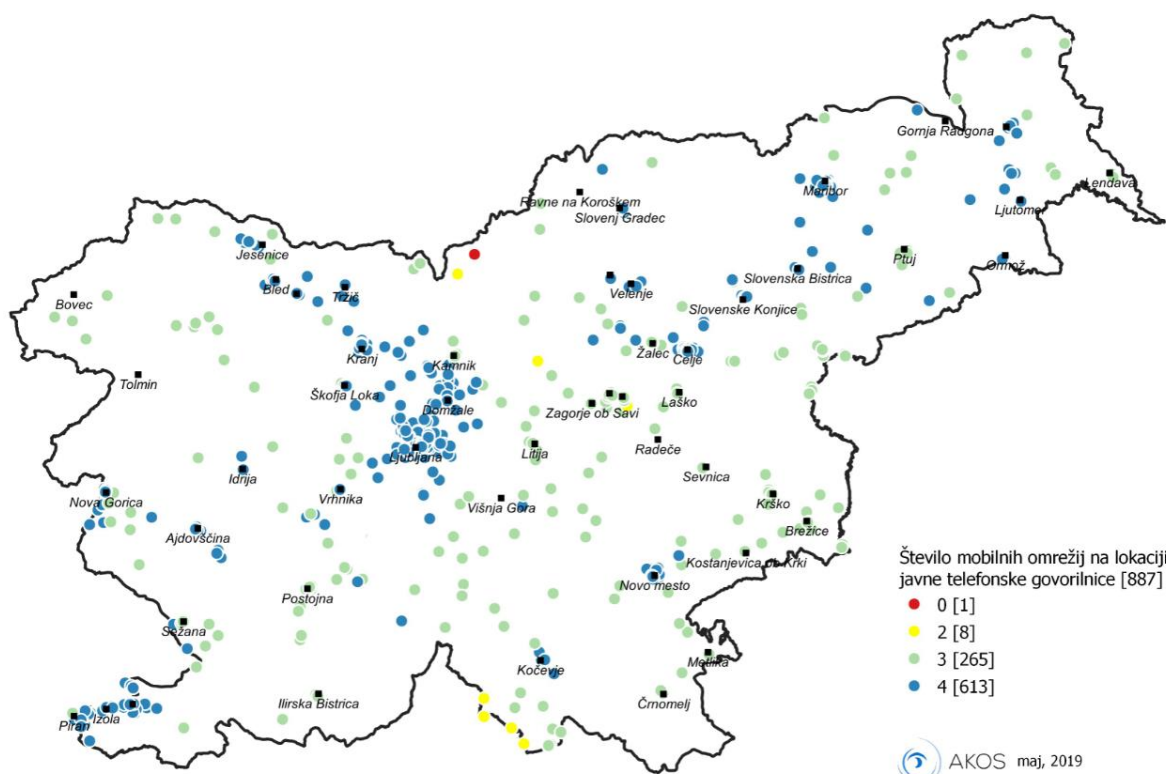 Gornja Radgona
Maribor
Lendava
Ravne na Koroškem
Slovenj Gradec
Ljutomer
Jesenice
Ptuj
Ormož
Bled
Tržič
Velenje
Slovenska Bistrica
Bovec
Slovenske Konjice
Kranj
Kamnik
Žalec
Celje
Tolmin
Škofja Loka
Domžale
Zagorje ob Savi
Laško
Ljubljana
Litija
Radeče
Idrija
Sevnica
Nova Gorica
Vrhnika
Višnja Gora
Krško
Ajdovščina
Brežice
Kostanjevica ob Krki
Postojna
Novo mesto
Sežana
Kočevje
Metlika
Ilirska Bistrica
Črnomelj
Piran
Izola
Število mobilnih omrežij na lokaciji
javne telefonske govorilnice [887]
0 [1]
2 [8]
3 [265]
4 [613]
AKOS maj, 2019